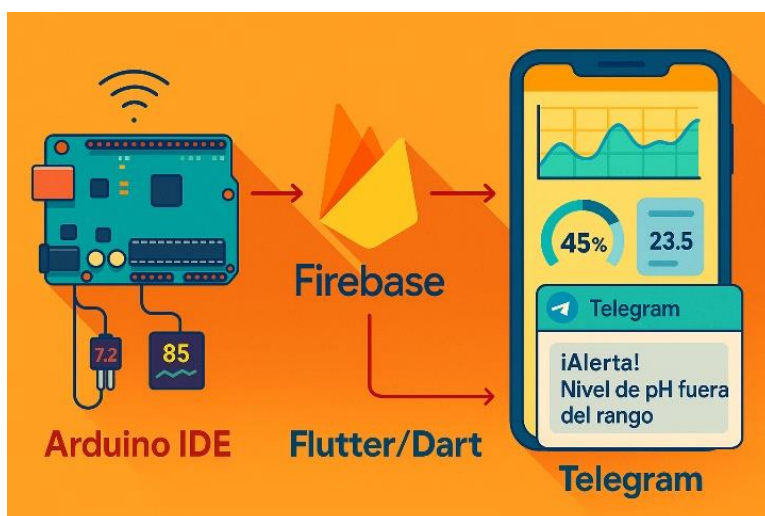 7.2
85
Arduino IDE
Firebase
Flutter/Dart
45%
23.5
Telegram
¡Alerta!
Nivel de pH fuera
del rango
Telegram